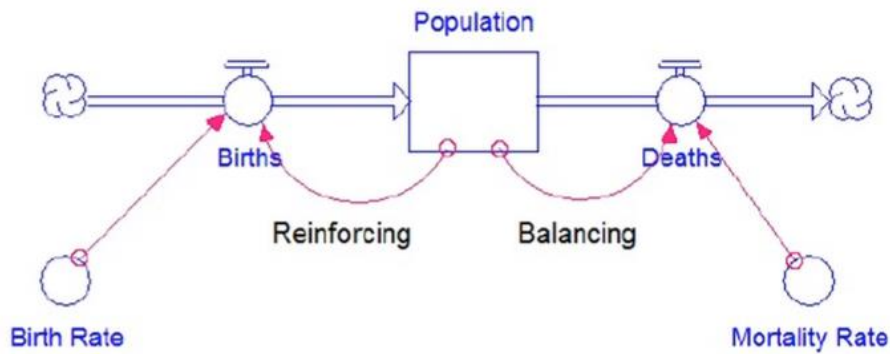 Population
Births
Deaths
Reinforcing
Balancing
Birth Rate
Mortality Rate